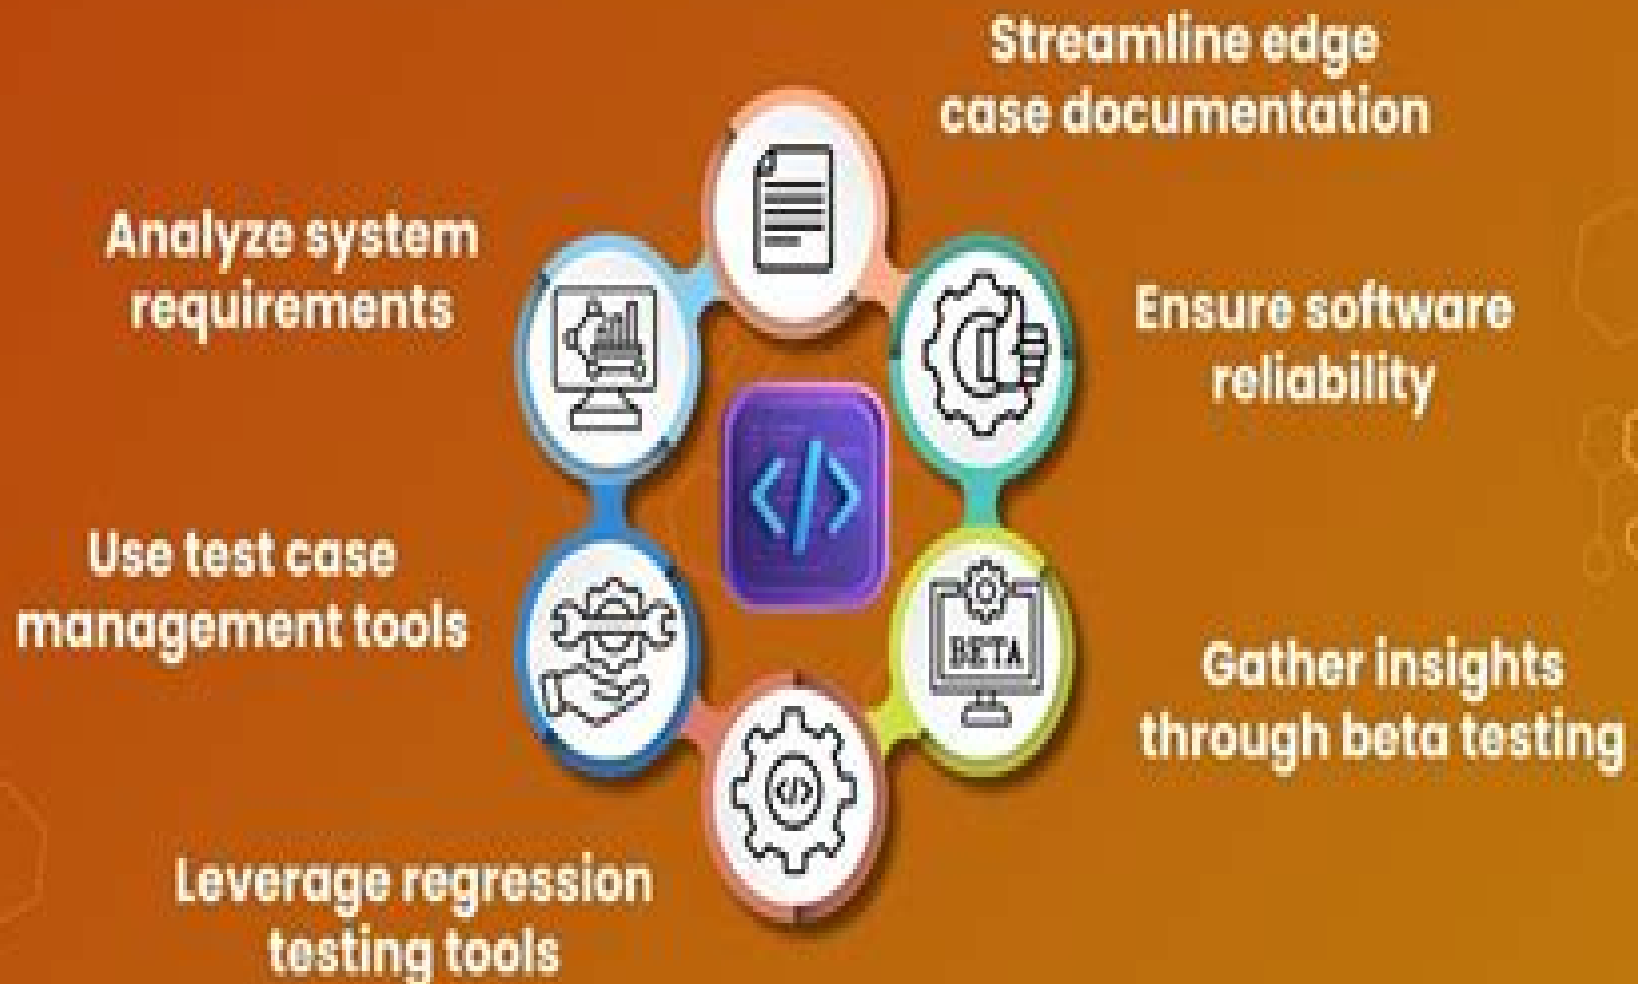 Streamline edge
case documentation
Analyze system
requirements
Ensure software
reliability
Use test case
management tools
BETA
Gather insights
through beta testing
Leverage regression
testing tools